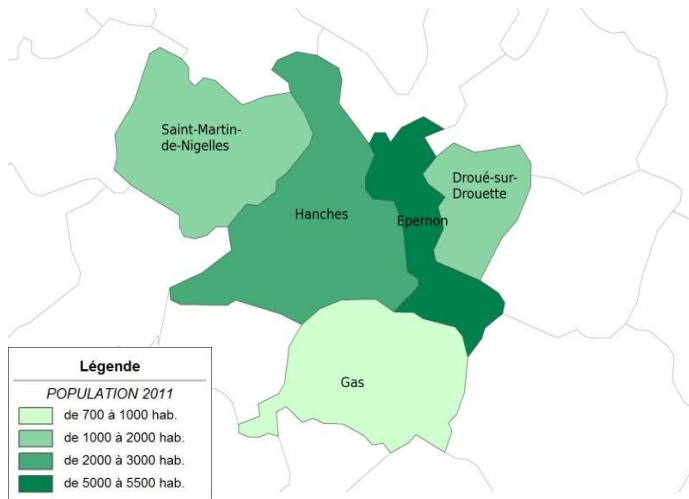 Saint-Martin-
de-Nigelles
Droué-sur-
Drouette
Hanches
Epernon
Gas
Légende
POPULATION 2011
de 700 à 1000 hab.
de 1000 à 2000 hab.
de 2000 à 3000 hab.
de 5000 à 5500 hab.